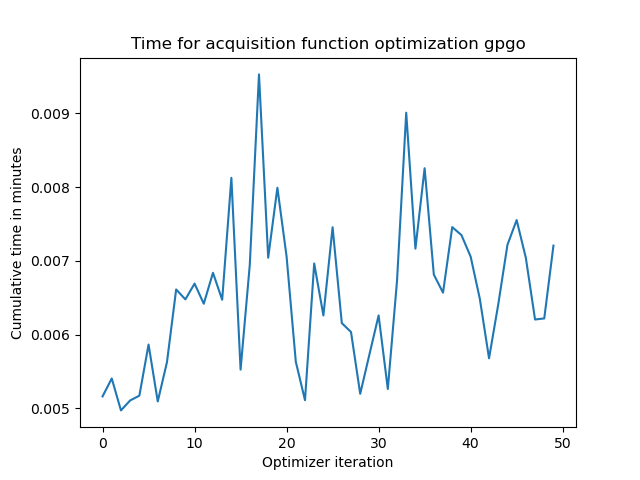 Time for acquisition function optimization gpgo
Cumulative time in minutes
0.009
0.008
0.007
0.006
0.005
0 10 20 30 40 50
Optimizer iteration